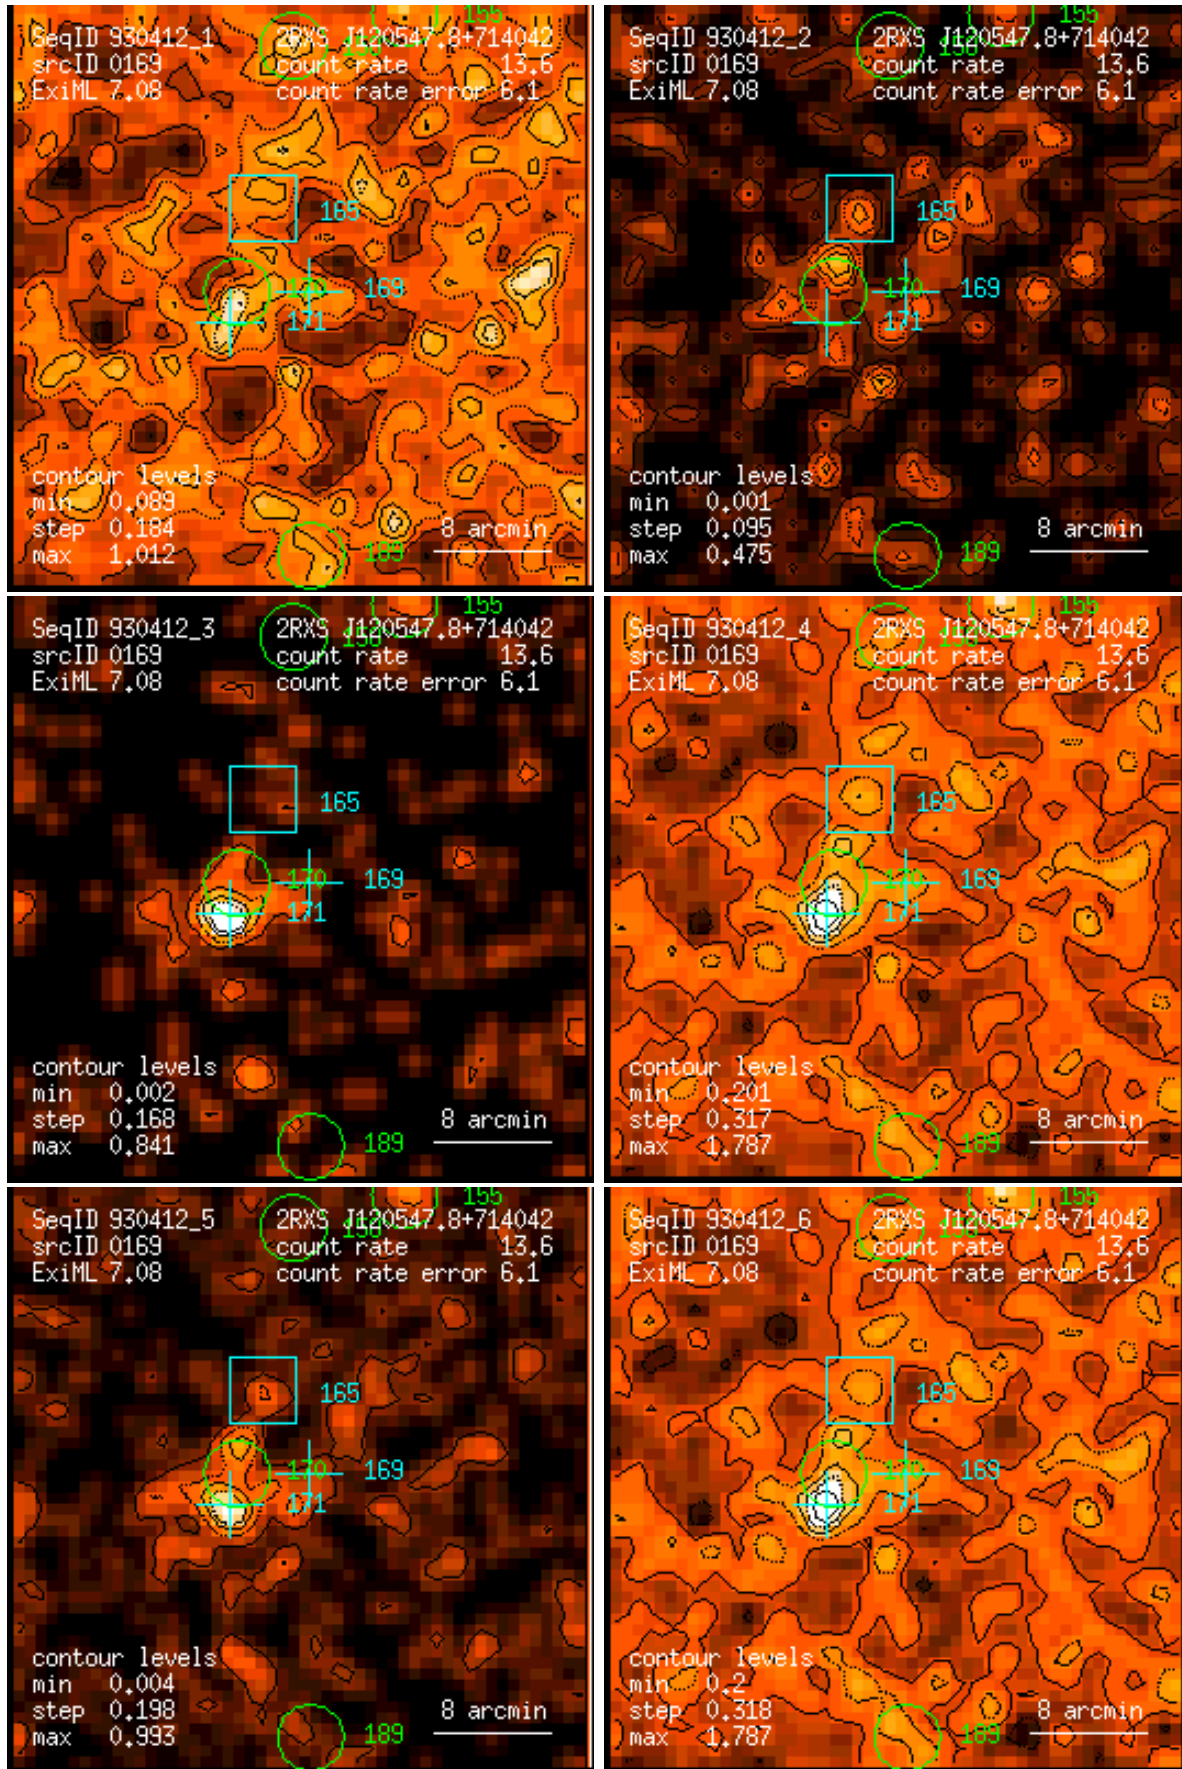 155
SeqID 930412_1 2RXS J120547.8+714042
158
srcID 0169 count rate 13.6
ExiML 7.08 count rate error 6.1
165
170 169
171
contour levels
min 0.089
step 0.184 8 arcmin
max 1.012 189
155
SeqID 930412_2 2RXS J120547.8+714042
158
srcID 0169 count rate 13.6
ExiML 7.08 count rate error 6.1
165
170 169
171
contour levels
min 0.001
step 0.095 8 arcmin
max 0.475 189
155
SeqID 930412_3 2RXS J120547.8+714042
158
srcID 0169 count rate 13.6
ExiML 7.08 count rate error 6.1
165
170 169
171
contour levels
min 0.002
step 0.168 8 arcmin
max 0.841 189
155
SeqID 930412_4 2RXS J120547.8+714042
158
srcID 0169 count rate 13.6
ExiML 7.08 count rate error 6.1
165
170 169
171
contour levels
min 0.201
step 0.317 8 arcmin
max 1.787 189
155
SeqID 930412_5 2RXS J120547.8+714042
158
srcID 0169 count rate 13.6
ExiML 7.08 count rate error 6.1
165
170 169
171
contour levels
min 0.004
step 0.198 8 arcmin
max 0.993 189
155
SeqID 930412_6 2RXS J120547.8+714042
158
srcID 0169 count rate 13.6
ExiML 7.08 count rate error 6.1
165
170 169
171
contour levels
min 0.2
step 0.318 8 arcmin
max 1.787 189